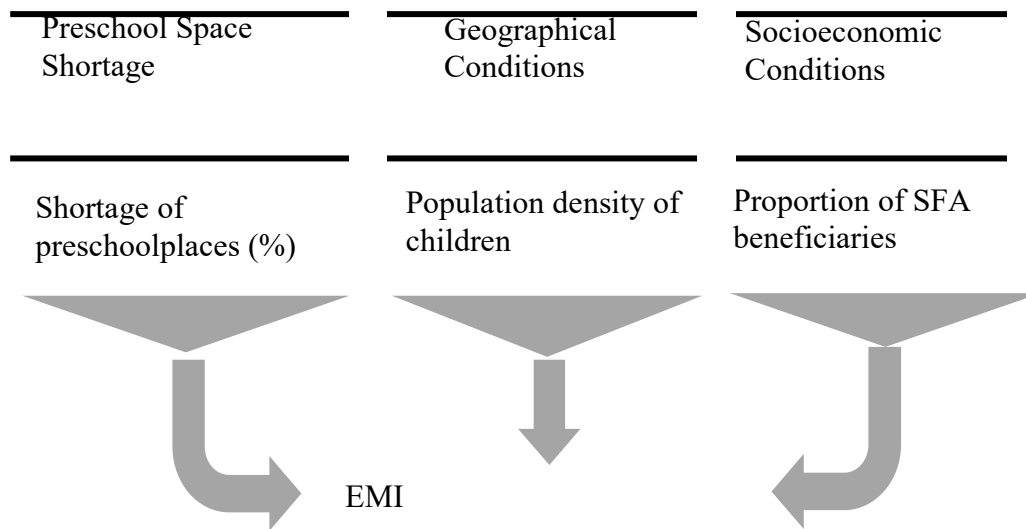 Preschool Space
Shortage
Geographical
Conditions
Socioeconomic
Conditions
Shortage of
preschoolplaces (%)
Population density of
children
Proportion of SFA
beneficiaries
EMI